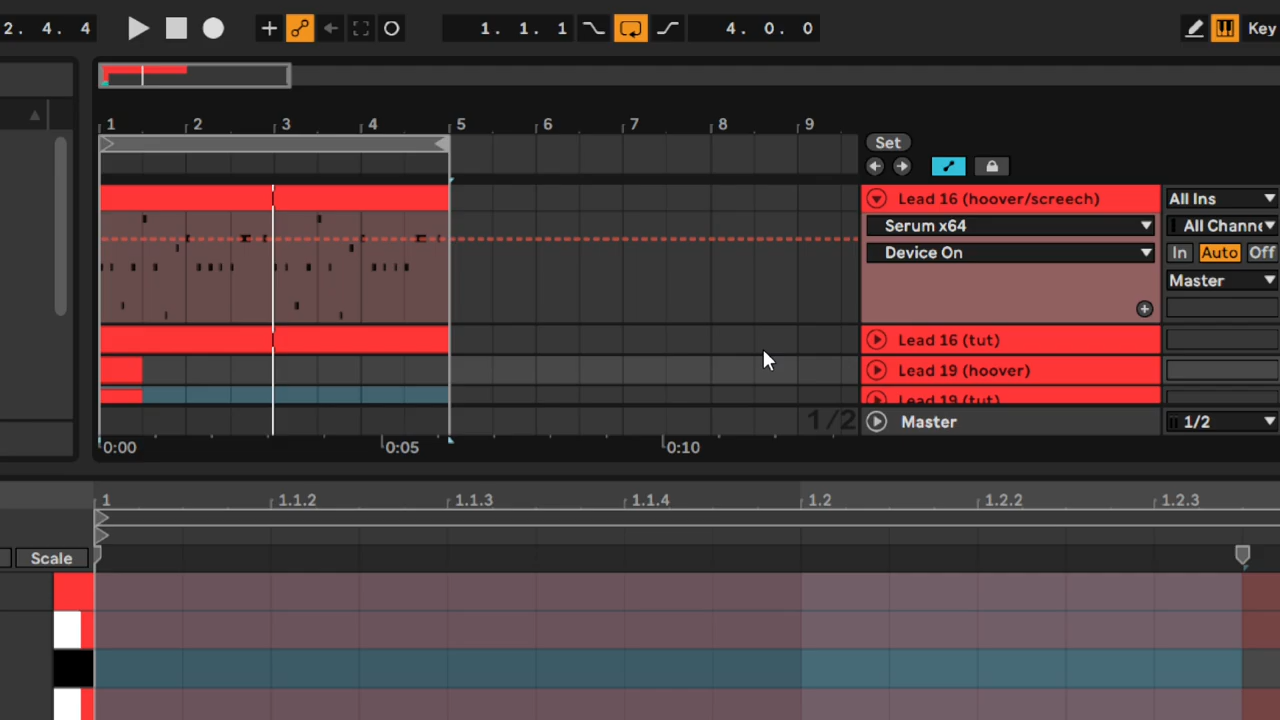 2. 4. 4 1. 1. 1 4. 0. 0 Key
1 2 3 4 5 6 7 8 9
Set
Lead 16 (hoover/screech) All Ins
Serum x64 All Channe
Device On In Auto Off
Master
Lead 16 (tut)
Lead 19 (hoover)
Lead 19 (tut)
1/2 Master 1/2
0:00 0:05 0:10
1 1.1.2 1.1.3 1.1.4 1.2 1.2.2 1.2.3
Scale